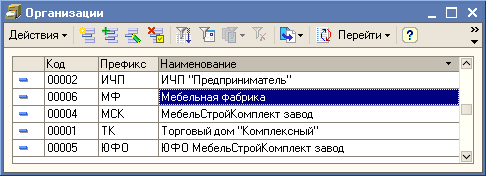 Организации
Действия Перейти
Код Префикс Наименование
00002 ИЧП ИЧП "Предприниматель"
00006 МФ Мебельная фабрика
00004 МСК МебельСтройКомплект завод
00001 ТК Торговый дом "Комплексный"
00005 ЮФО ЮФО МебельСтройКомплект завод